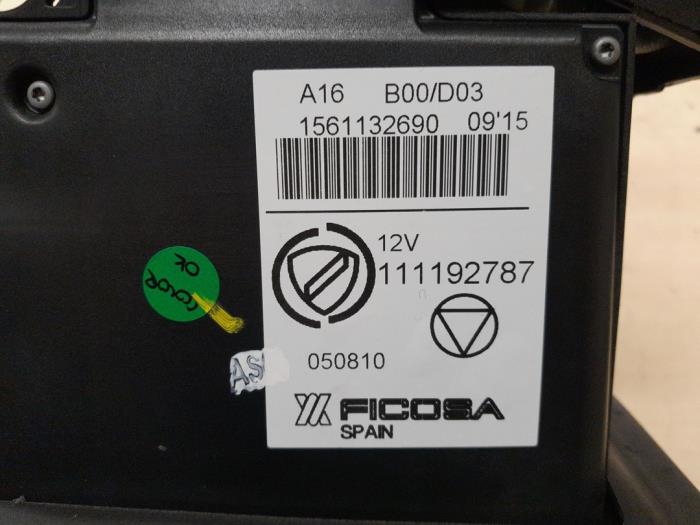 A16 B00/D03
1561132690 09'15
12V
111192787
050810
FICOSA
SPAIN
COLOR
OK
AS